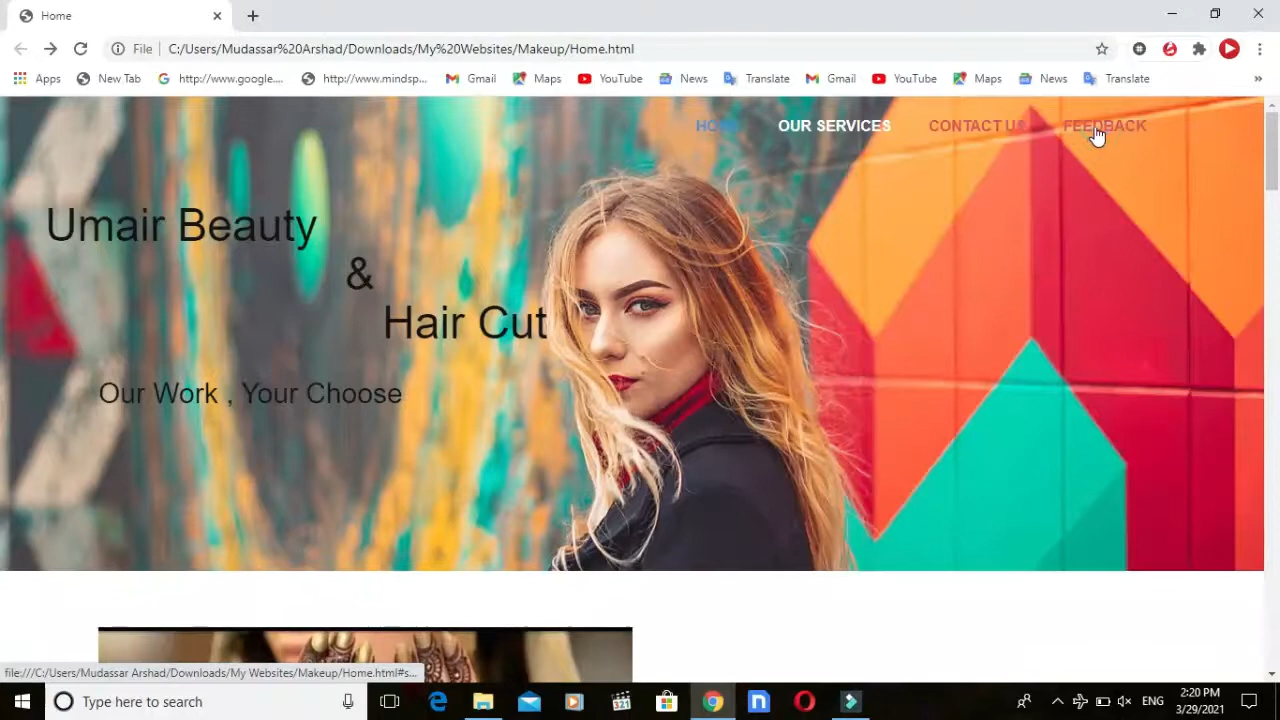 Home
File
C:/Users/Mudassar%20Arshad/Downloads/My%20Websites/Makeup/Home.html
Apps
New Tab
http://www.google....
http://www.mindsp...
Gmail
Maps
YouTube
News
Translate
Gmail
YouTube
Maps
News
Translate
»
HOME
OUR SERVICES
CONTACT US
FEEDBACK
Umair Beauty
&
Hair Cut
Our Work , Your Choose
file:///C:/Users/Mudassar Arshad/Downloads/My Websites/Makeup/Home.html#s...
Type here to search
321
ENG
2:20 PM
3/29/2021